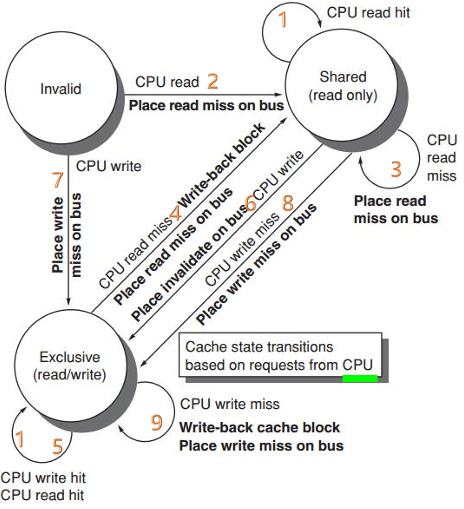 1
CPU read hit
Invalid
CPU read 2
Place read miss on bus
Shared
(read only)
CPU
read
miss
3
Place read
miss on bus
7
CPU write
Place write
miss on bus
CPU read miss 4 Write-back block
Place read miss on bus
Place invalidate on bus 6 CPU write
CPU write miss 8
Place write miss on bus
Exclusive
(read/write)
Cache state transitions
based on requests from CPU
CPU write miss
9
Write-back cache block
Place write miss on bus
1 5
CPU write hit
CPU read hit